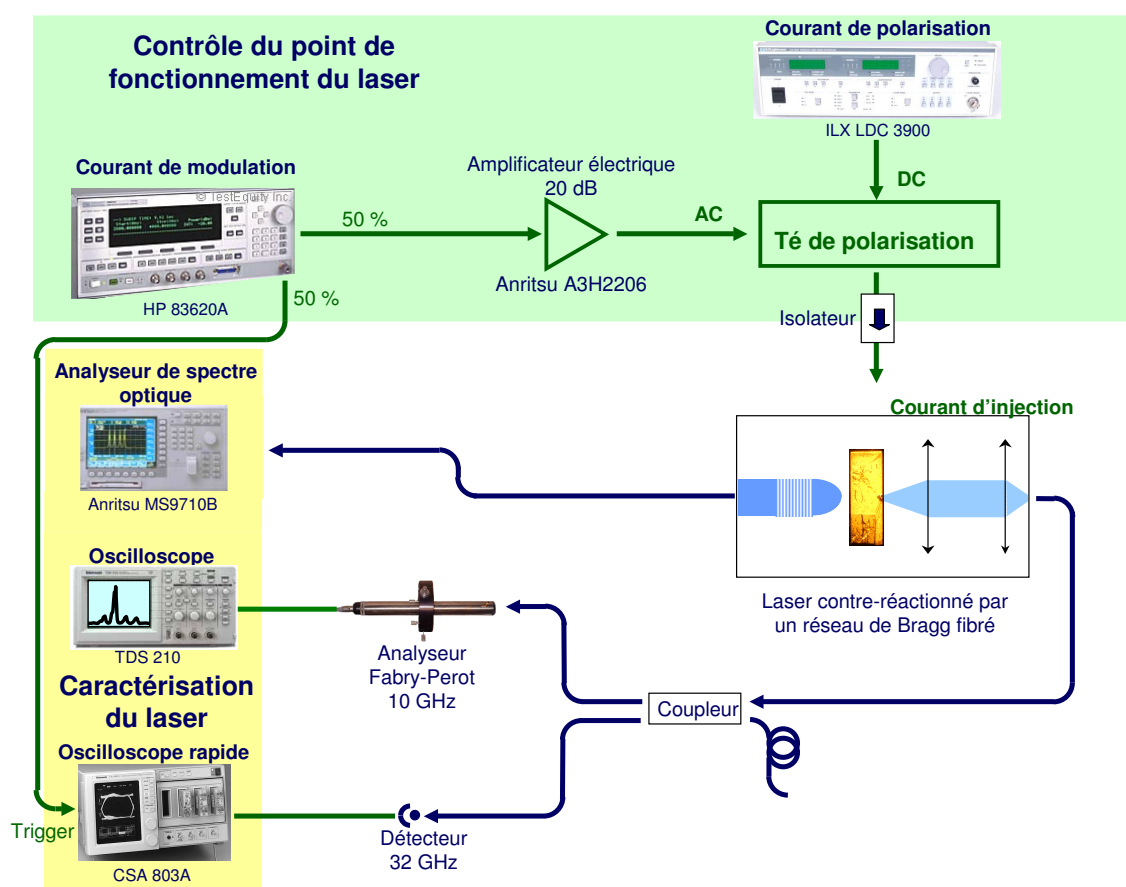 Contrôle du point de
fonctionnement du laser
Courant de polarisation
ILX LDC 3900
Courant de modulation
© TestEquity Inc.
HP 83620A
50 %
50 %
Amplificateur électrique
20 dB
Anritsu A3H2206
AC
DC
Té de polarisation
Isolateur
Courant d'injection
Analyseur de spectre
optique
Anritsu MS9710B
Oscilloscope
TDS 210
Caractérisation
du laser
Oscilloscope rapide
Trigger
CSA 803A
Analyseur
Fabry-Perot
10 GHz
Détecteur
32 GHz
Coupleur
Laser contre-réactionné par
un réseau de Bragg fibré